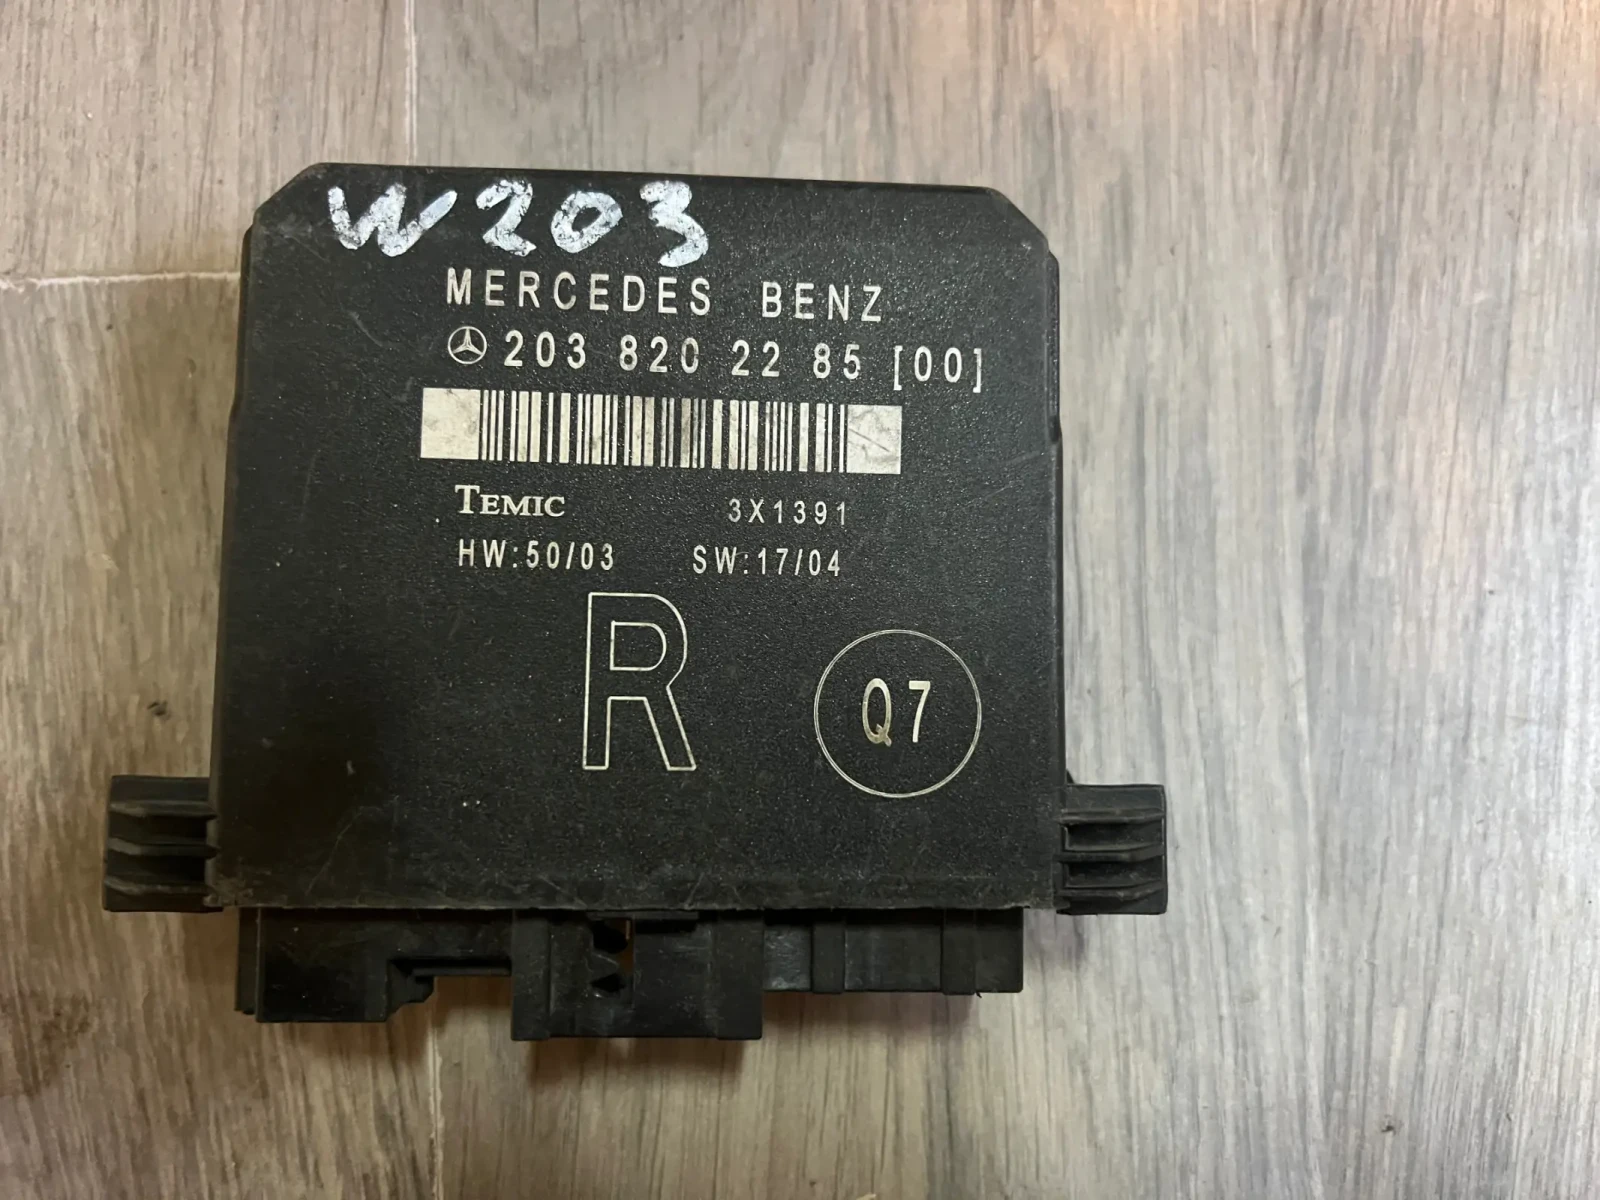 W203
MERCEDES BENZ
203 820 22 85 [00]
TEMIC 3X1391
HW:50/03 SW:17/04
R
Q7